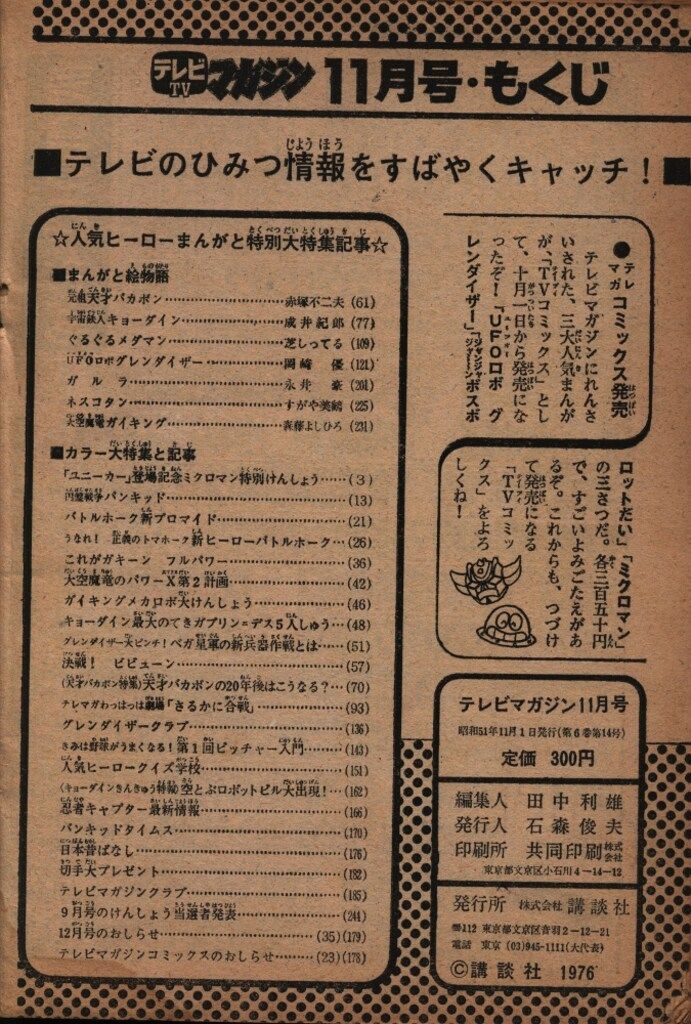 テレビTVマガジン 11月号・もくじ
■テレビのひみつ情報をすばやくキャッチ！■
☆人気ヒーローまんがと特別大特集記事☆
■まんがと絵物語
元祖天才バカボン……赤塚不二夫(61)
宇宙鉄人キョーダイン……成井紀郎(77)
ぐるぐるメダマン……芝しってる(109)
UFOロボグレンダイザー……岡崎 優(121)
ガルラ……永井 豪(201)
ネスコタン……すがや美鶴(225)
大空魔竜ガイキング……森藤よしひろ(231)
■カラー大特集と記事
「ユニーカー」登場記念ミクロマン特別けんしょう……(3)
円盤戦争バンキッド……(13)
バトルホーク新ブロマイド……(21)
うなれ！ 正義のトマホーク新ヒーローバトルホーク…(26)
これがガキーン フルパワー……(36)
大空魔竜のパワーX第2計画……(42)
ガイキングメカロボ大けんしょう……(46)
キョーダイン最大のてきガブリン＝デス5人しゅう…(48)
グレンダイザー大ピンチ！ベガ星軍の新兵器作戦とは…(51)
決戦！ ビビューン……(57)
(天才バカボン特集)天才バカボンの20年後はこうなる？…(70)
テレマガわっはっは劇場「さるかに合戦」……(93)
グレンダイザークラブ……(136)
きみは野球がうまくなる！第1回ピッチャー入門……(143)
人気ヒーロークイズ学校……(151)
(キョーダインきんきゅう特報)空とぶロボットビル大出現！…(162)
忍者キャプター最新情報……(166)
バンキッドタイムス……(170)
日本昔ばなし……(176)
切手大プレゼント……(182)
テレビマガジンクラブ……(185)
9月号のけんしょう当選者発表……(244)
12月号のおしらせ……(35)(179)
テレビマガジンコミックスのおしらせ……(23)(178)
●テレマガコミックス発売
テレビマガジンにれんさ
いされた、三大人気まんが
が、「TVコミックス」とし
て、十月一日から発売にな
ったぞ！「UFOロボ グ
レンダイザー」「ジャンジャジャーンボスボ
ロットだい」「ミクロマン」
の三さつだ。各三百五十円
で、すごいよみごたえがあ
るぞ。これからも、つづけ
て発売になる
「TVコミッ
クス」をよろ
しくね！
テレビマガジン11月号
昭和51年11月1日発行(第6巻第14号)
定価 300円
編集人 田中利雄
発行人 石森俊夫
印刷所 共同印刷株式会社
東京都文京区小石川4－14－12
発行所 株式会社講談社
〠112 東京都文京区音羽2－12－21
電話 東京(03)945-1111(大代表)
©講談社 1976